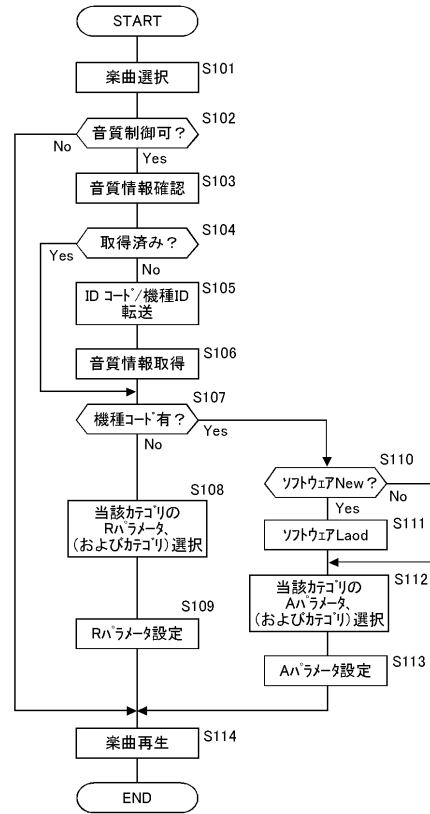 START
楽曲選択
S101
音質制御可？
S102
No
Yes
音質情報確認
S103
取得済み？
S104
Yes
No
ID コード/機種ID
転送
S105
音質情報取得
S106
機種コード有？
S107
Yes
No
S108
当該カテゴリの
Rパラメータ、
(およびカテゴリ)選択
S109
Rパラメータ設定
ソフトウェアNew？
S110
No
Yes
ソフトウェアLaod
S111
当該カテゴリの
Aパラメータ、
(およびカテゴリ)選択
S112
Aパラメータ設定
S113
楽曲再生
S114
END